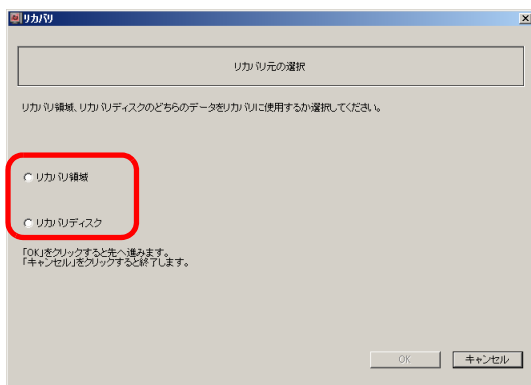 リカバリ
リカバリ元の選択
リカバリ領域、リカバリディスクのどちらのデータをリカバリに使用するか選択してください。
リカバリ領域
リカバリディスク
「OK」をクリックすると先へ進みます。
「キャンセル」をクリックすると終了します。
OK
キャンセル